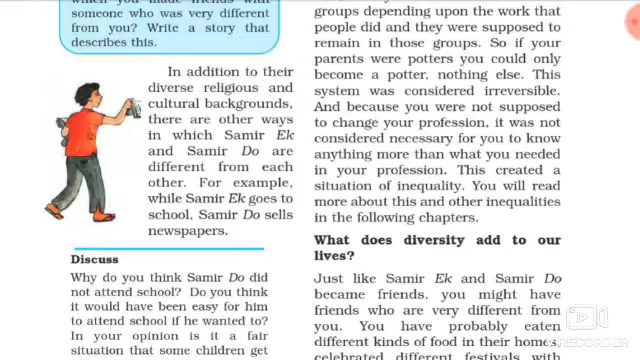 which you made friends with
someone who was very different
from you? Write a story that
describes this.
In addition to their
diverse religious and
cultural backgrounds,
there are other ways
in which Samir Ek
and Samir Do are
different from each
other. For example,
while Samir Ek goes to
school, Samir Do sells
newspapers.
Discuss
Why do you think Samir Do did
not attend school? Do you think
it would have been easy for him
to attend school if he wanted to?
In your opinion is it a fair
situation that some children get
groups depending upon the work that
people did and they were supposed to
remain in those groups. So if your
parents were potters you could only
become a potter, nothing else. This
system was considered irreversible.
And because you were not supposed
to change your profession, it was not
considered necessary for you to know
anything more than what you needed
in your profession. This created a
situation of inequality. You will read
more about this and other inequalities
in the following chapters.
What does diversity add to our
lives?
Just like Samir Ek and Samir Do
became friends, you might have
friends who are very different from
you. You have probably eaten
different kinds of food in their homes,
celebrated different festivals with